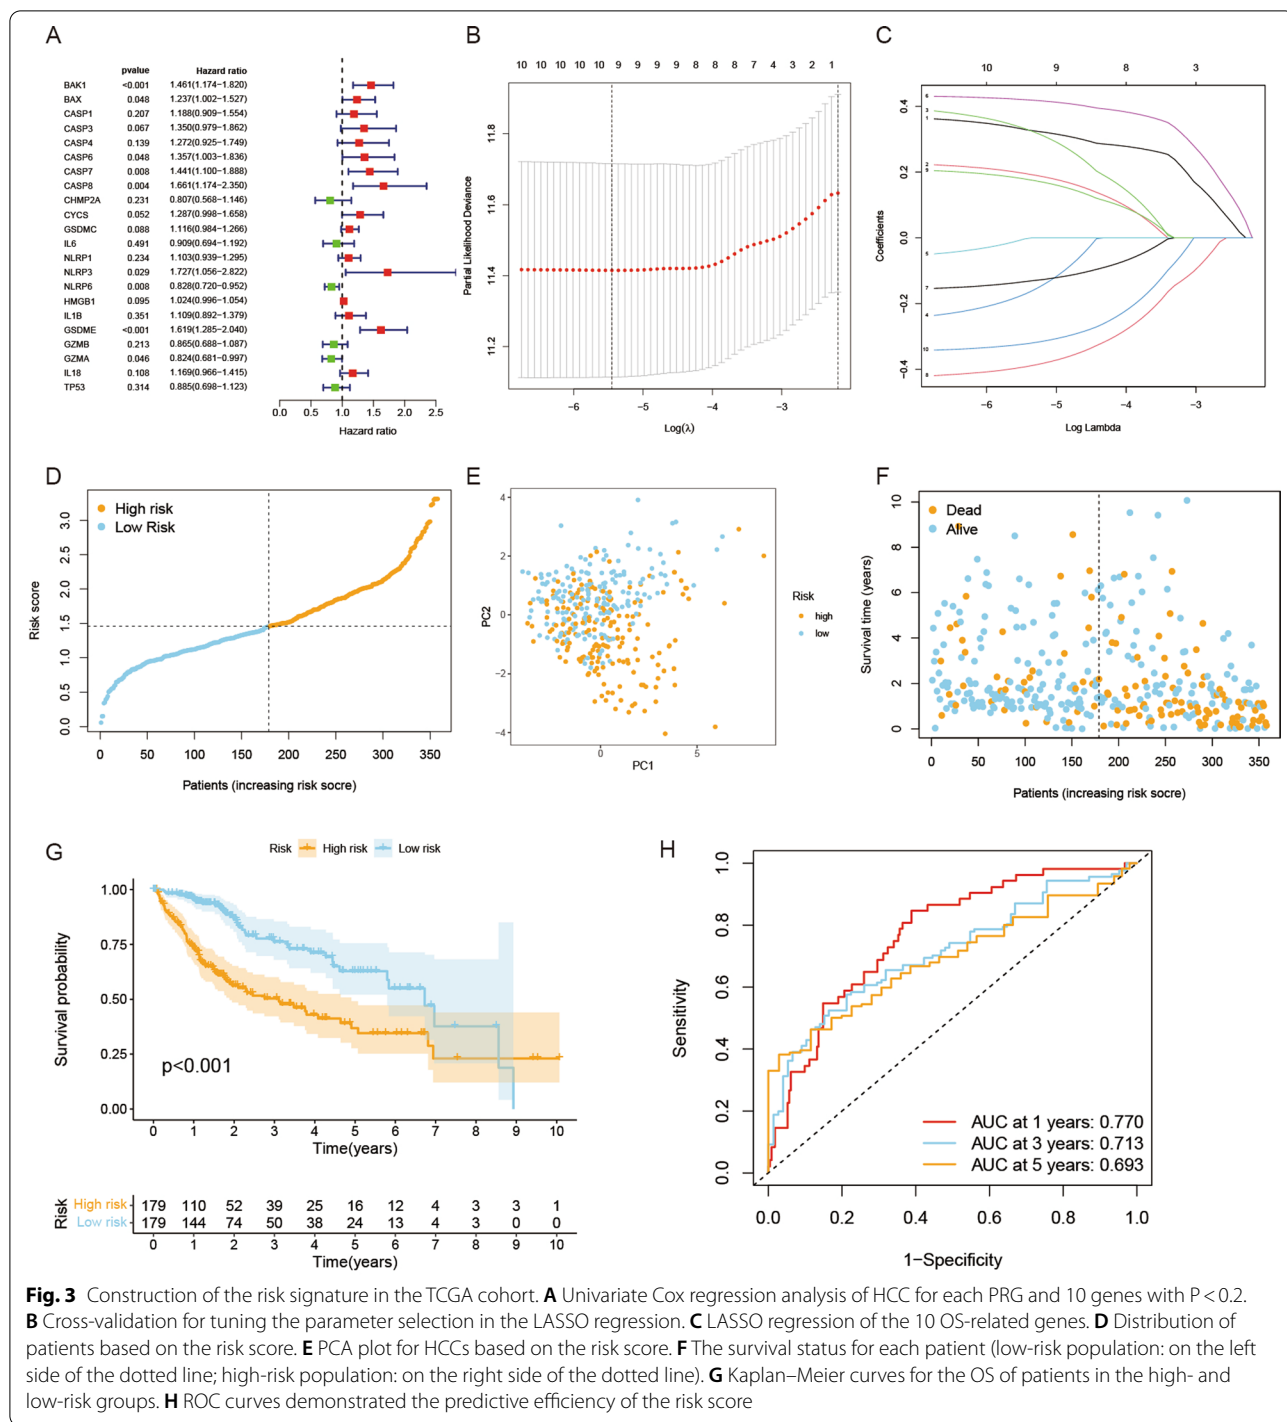 A
pvalue Hazard ratio
BAK1 <0.001 1.461(1.174−1.820)
BAX 0.048 1.237(1.002−1.527)
CASP1 0.207 1.188(0.909−1.554)
CASP3 0.067 1.350(0.979−1.862)
CASP4 0.139 1.272(0.925−1.749)
CASP6 0.048 1.357(1.003−1.836)
CASP7 0.008 1.441(1.100−1.888)
CASP8 0.004 1.661(1.174−2.350)
CHMP2A 0.231 0.807(0.568−1.146)
CYCS 0.052 1.287(0.998−1.658)
GSDMC 0.088 1.116(0.984−1.266)
IL6 0.491 0.909(0.694−1.192)
NLRP1 0.234 1.103(0.939−1.295)
NLRP3 0.029 1.727(1.056−2.822)
NLRP6 0.008 0.828(0.720−0.952)
HMGB1 0.095 1.024(0.996−1.054)
IL1B 0.351 1.109(0.892−1.379)
GSDME <0.001 1.619(1.285−2.040)
GZMB 0.213 0.865(0.688−1.087)
GZMA 0.046 0.824(0.681−0.997)
IL18 0.108 1.169(0.966−1.415)
TP53 0.314 0.885(0.698−1.123)
0.0 0.5 1.0 1.5 2.0 2.5
Hazard ratio
B
10 10 10 10 10 9 9 9 9 8 8 7 4 3 2 1
Partial Likelihood Deviance
11.8
11.6
11.4
11.2
−6 −5 −4 −3
Log(λ)
C
10 9 8 8 3
Coefficients
0.4
0.2
0.0
−0.2
−0.4
6
3
1
2
9
5
7
4
10
8
−6 −5 −4 −3
Log Lambda
D
High risk
Low Risk
Risk score
3.0
2.5
2.0
1.5
1.0
0.5
0.0
0 50 100 150 200 250 300 350
Patients (increasing risk socre)
E
PC2
4
2
0
−2
−4
0 5
PC1
Risk
high
low
F
Dead
Alive
Survival time (years)
10
8
6
4
2
0
0 50 100 150 200 250 300 350
Patients (increasing risk socre)
G
Risk High risk Low risk
Survival probability
1.00
0.75
0.50
0.25
0.00
p<0.001
0 1 2 3 4 5 6 7 8 9 10
Time(years)
Risk
High risk 179 110 52 39 25 16 12 4 3 3 1
Low risk 179 144 74 50 38 24 13 4 3 0 0
0 1 2 3 4 5 6 7 8 9 10
Time(years)
H
Sensitivity
1.0
0.8
0.6
0.4
0.2
0.0
AUC at 1 years: 0.770
AUC at 3 years: 0.713
AUC at 5 years: 0.693
0.0 0.2 0.4 0.6 0.8 1.0
1−Specificity
Fig. 3 Construction of the risk signature in the TCGA cohort. A Univariate Cox regression analysis of HCC for each PRG and 10 genes with P < 0.2.
B Cross-validation for tuning the parameter selection in the LASSO regression. C LASSO regression of the 10 OS-related genes. D Distribution of
patients based on the risk score. E PCA plot for HCCs based on the risk score. F The survival status for each patient (low-risk population: on the left
side of the dotted line; high-risk population: on the right side of the dotted line). G Kaplan–Meier curves for the OS of patients in the high- and
low-risk groups. H ROC curves demonstrated the predictive efficiency of the risk score